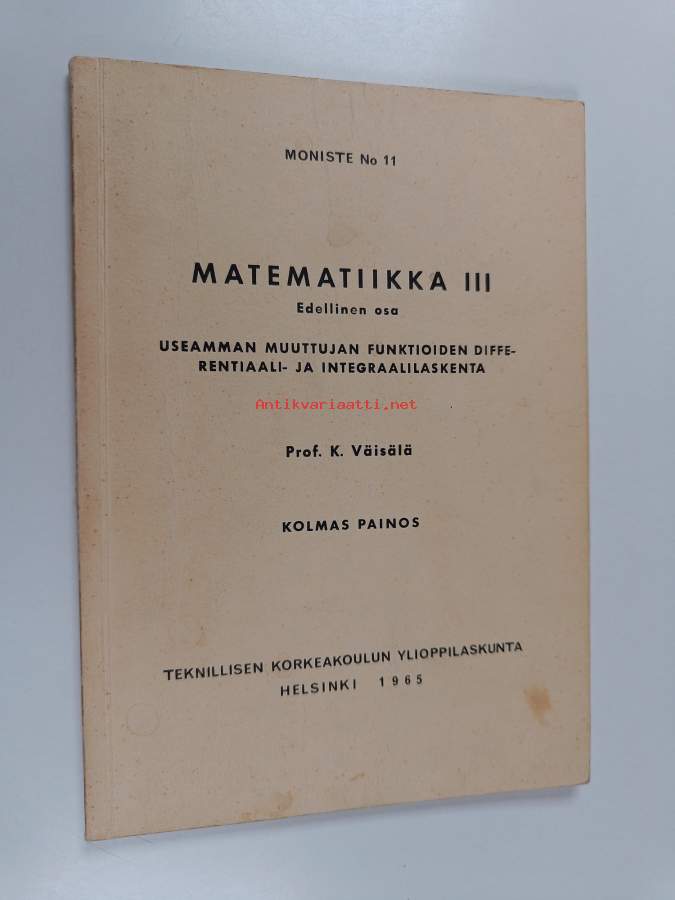 MONISTE No 11
MATEMATIIKKA III
Edellinen osa
USEAMMAN MUUTTUJAN FUNKTIOIDEN DIFFE-
RENTIAALI- JA INTEGRAALILASKENTA
Antikvariaatti.net
Prof. K. Väisälä
KOLMAS PAINOS
TEKNILLISEN KORKEAKOULUN YLIOPPILASKUNTA
HELSINKI 1965